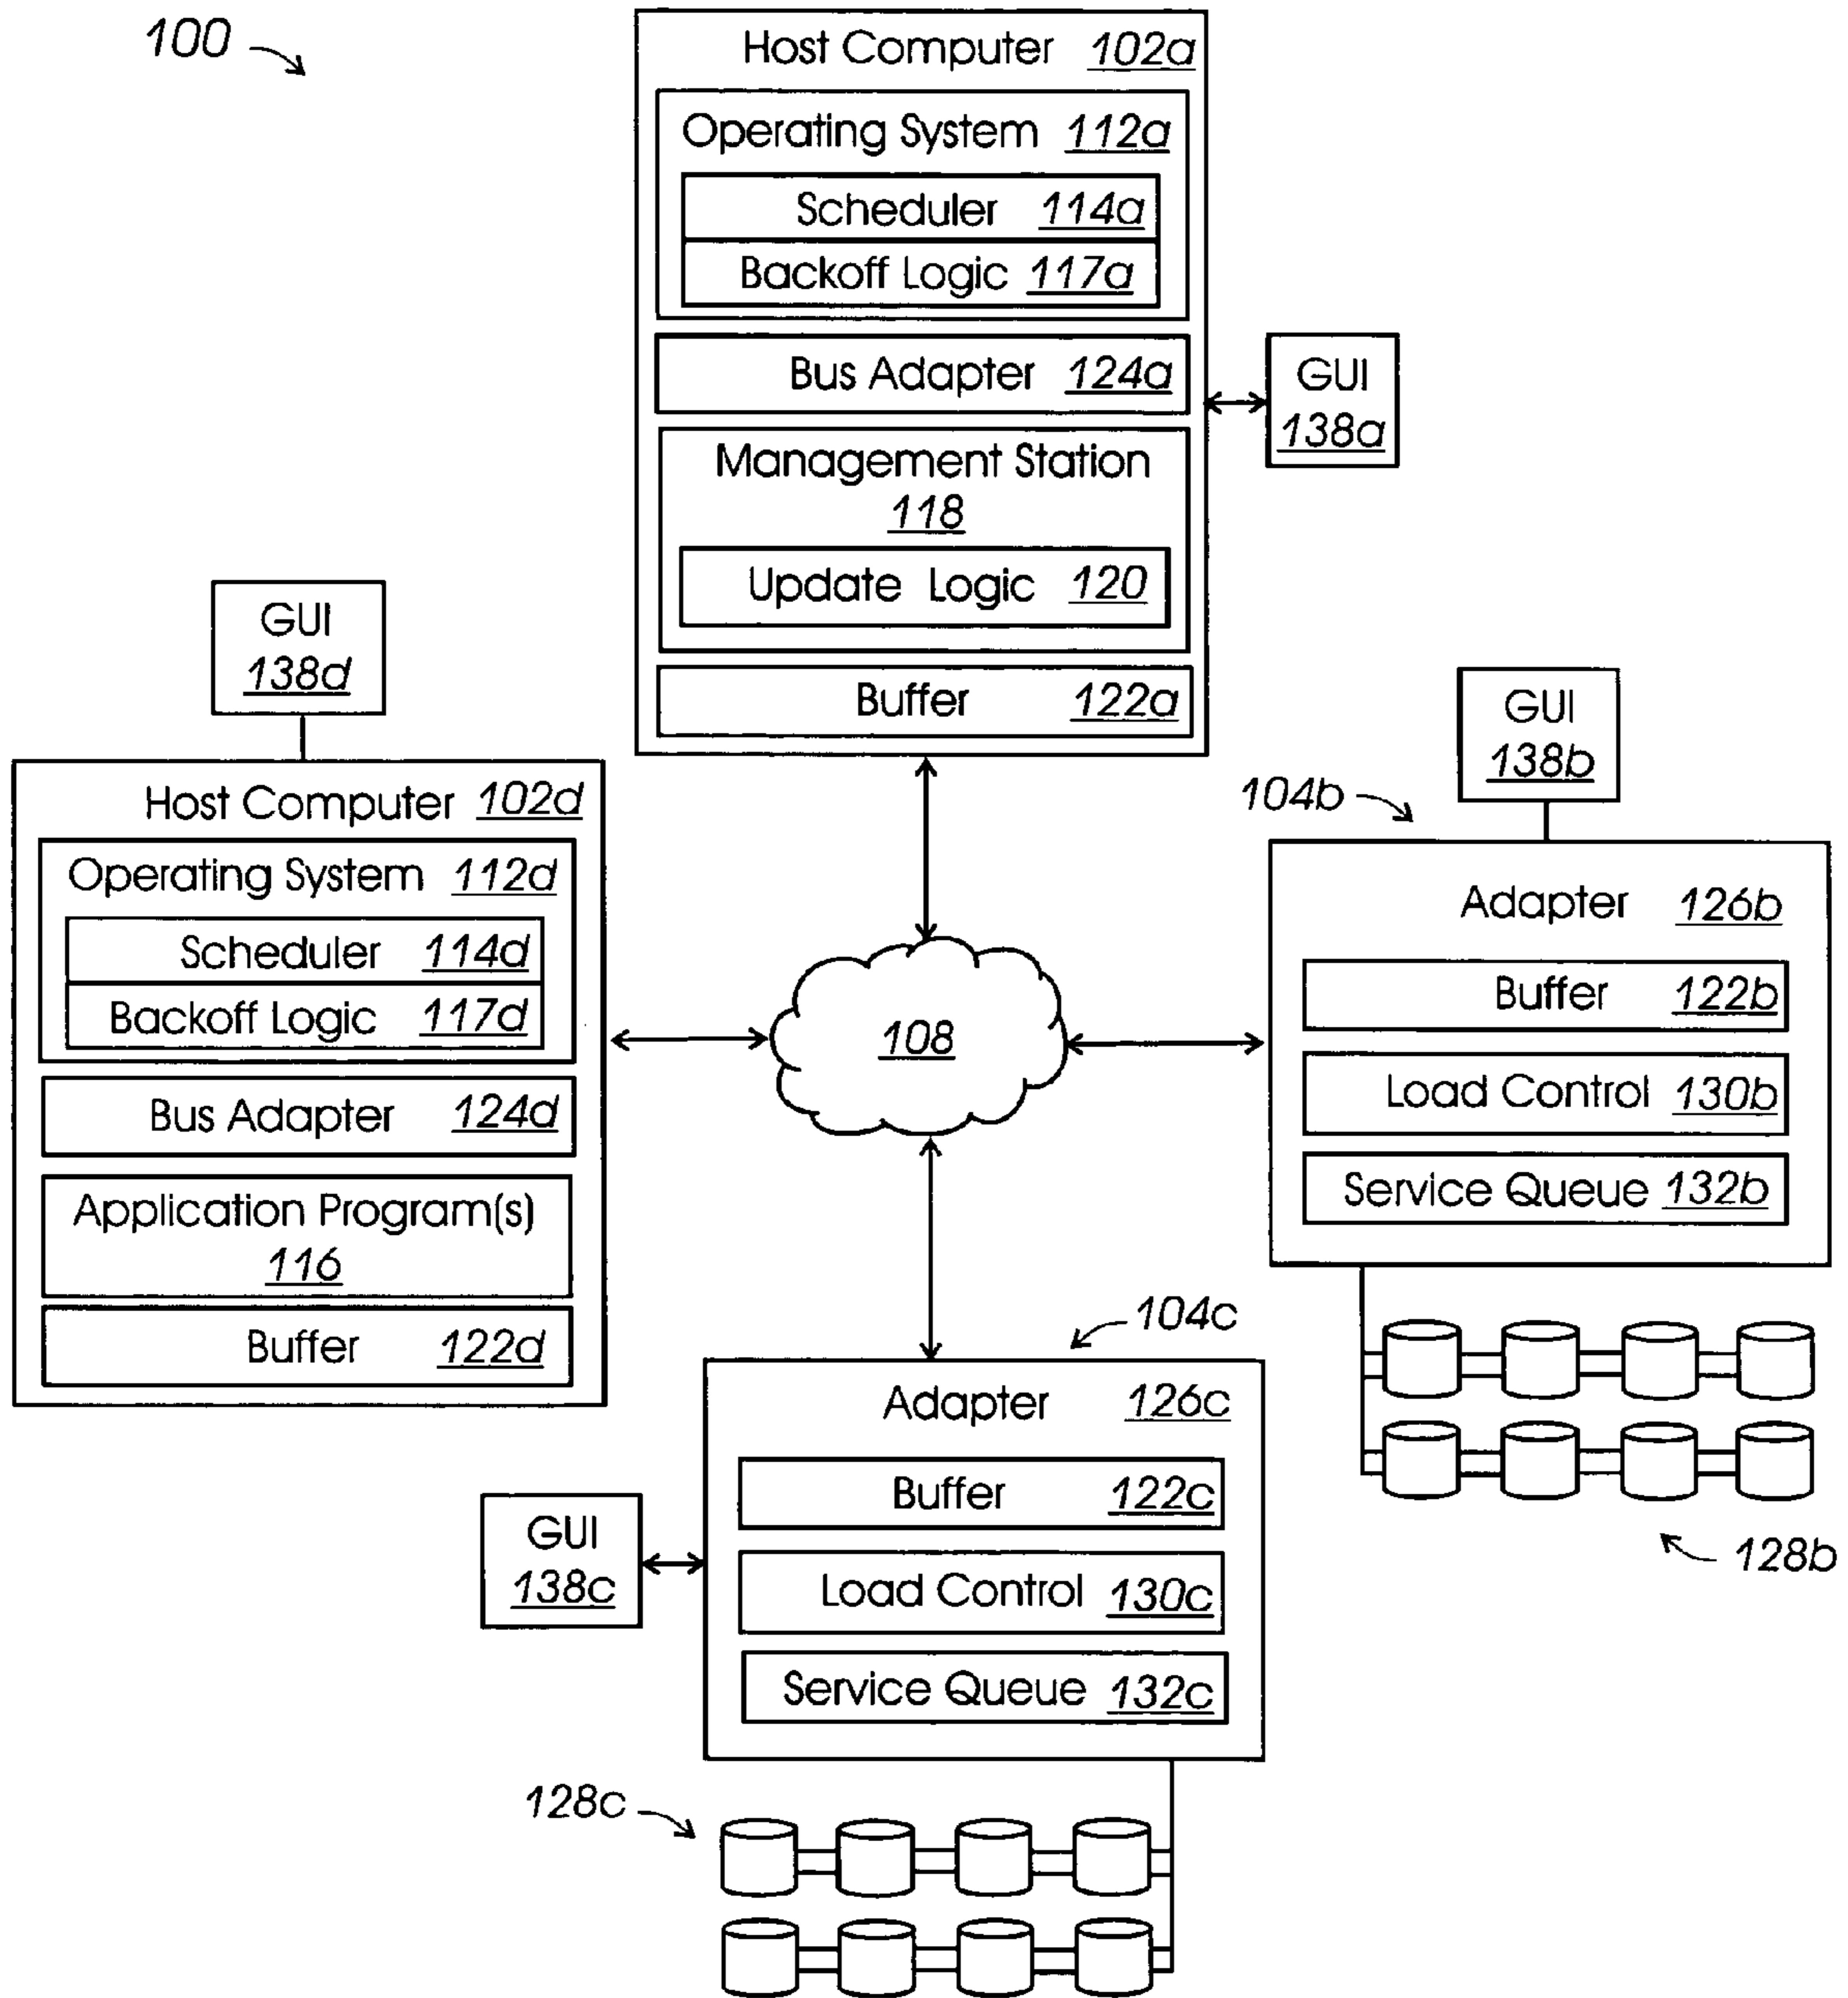 100
Host Computer 102a
Operating System 112a
Scheduler 114a
Backoff Logic 117a
Bus Adapter 124a
Management Station
118
Update Logic 120
Buffer 122a
GUI
138a
GUI
138d
Host Computer 102d
Operating System 112d
Scheduler 114d
Backoff Logic 117d
Bus Adapter 124d
Application Program(s)
116
Buffer 122d
108
GUI
138b
104b
Adapter 126b
Buffer 122b
Load Control 130b
Service Queue 132b
128b
104c
Adapter 126c
Buffer 122c
Load Control 130c
Service Queue 132c
GUI
138c
128c